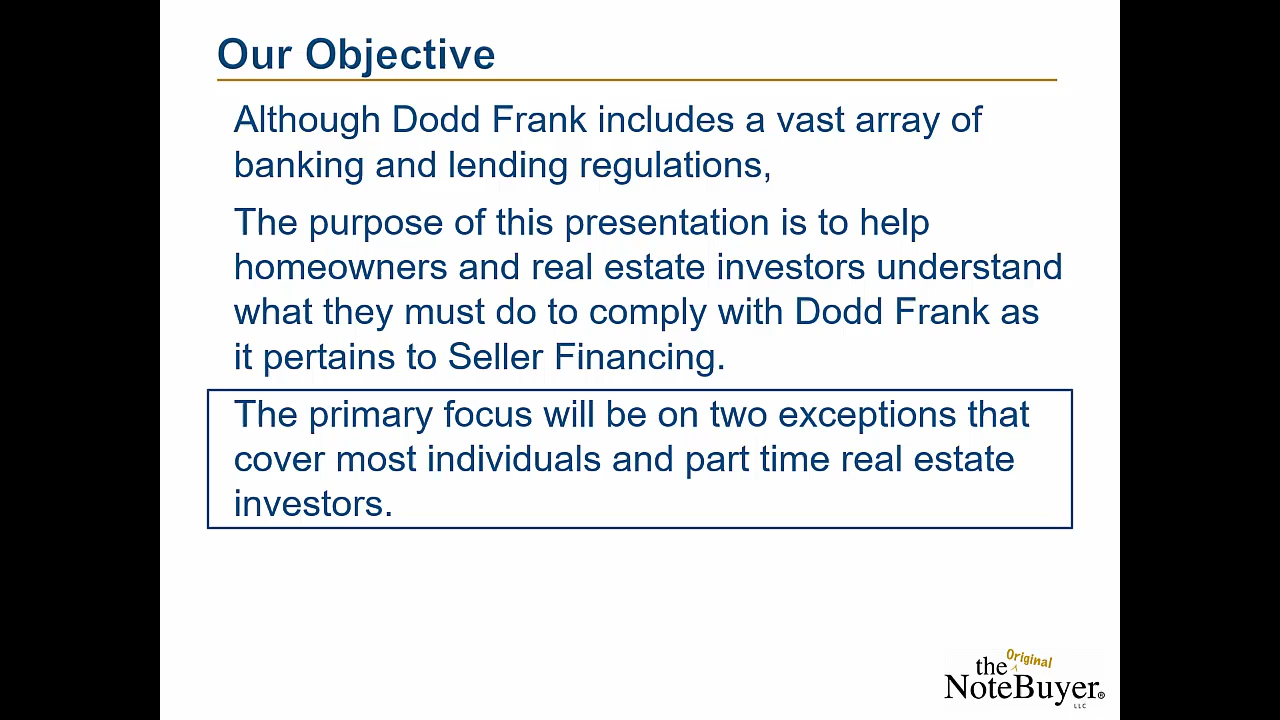 Our Objective
Although Dodd Frank includes a vast array of
banking and lending regulations,
The purpose of this presentation is to help
homeowners and real estate investors understand
what they must do to comply with Dodd Frank as
it pertains to Seller Financing.
The primary focus will be on two exceptions that
cover most individuals and part time real estate
investors.
the Original
NoteBuyer®
LLC